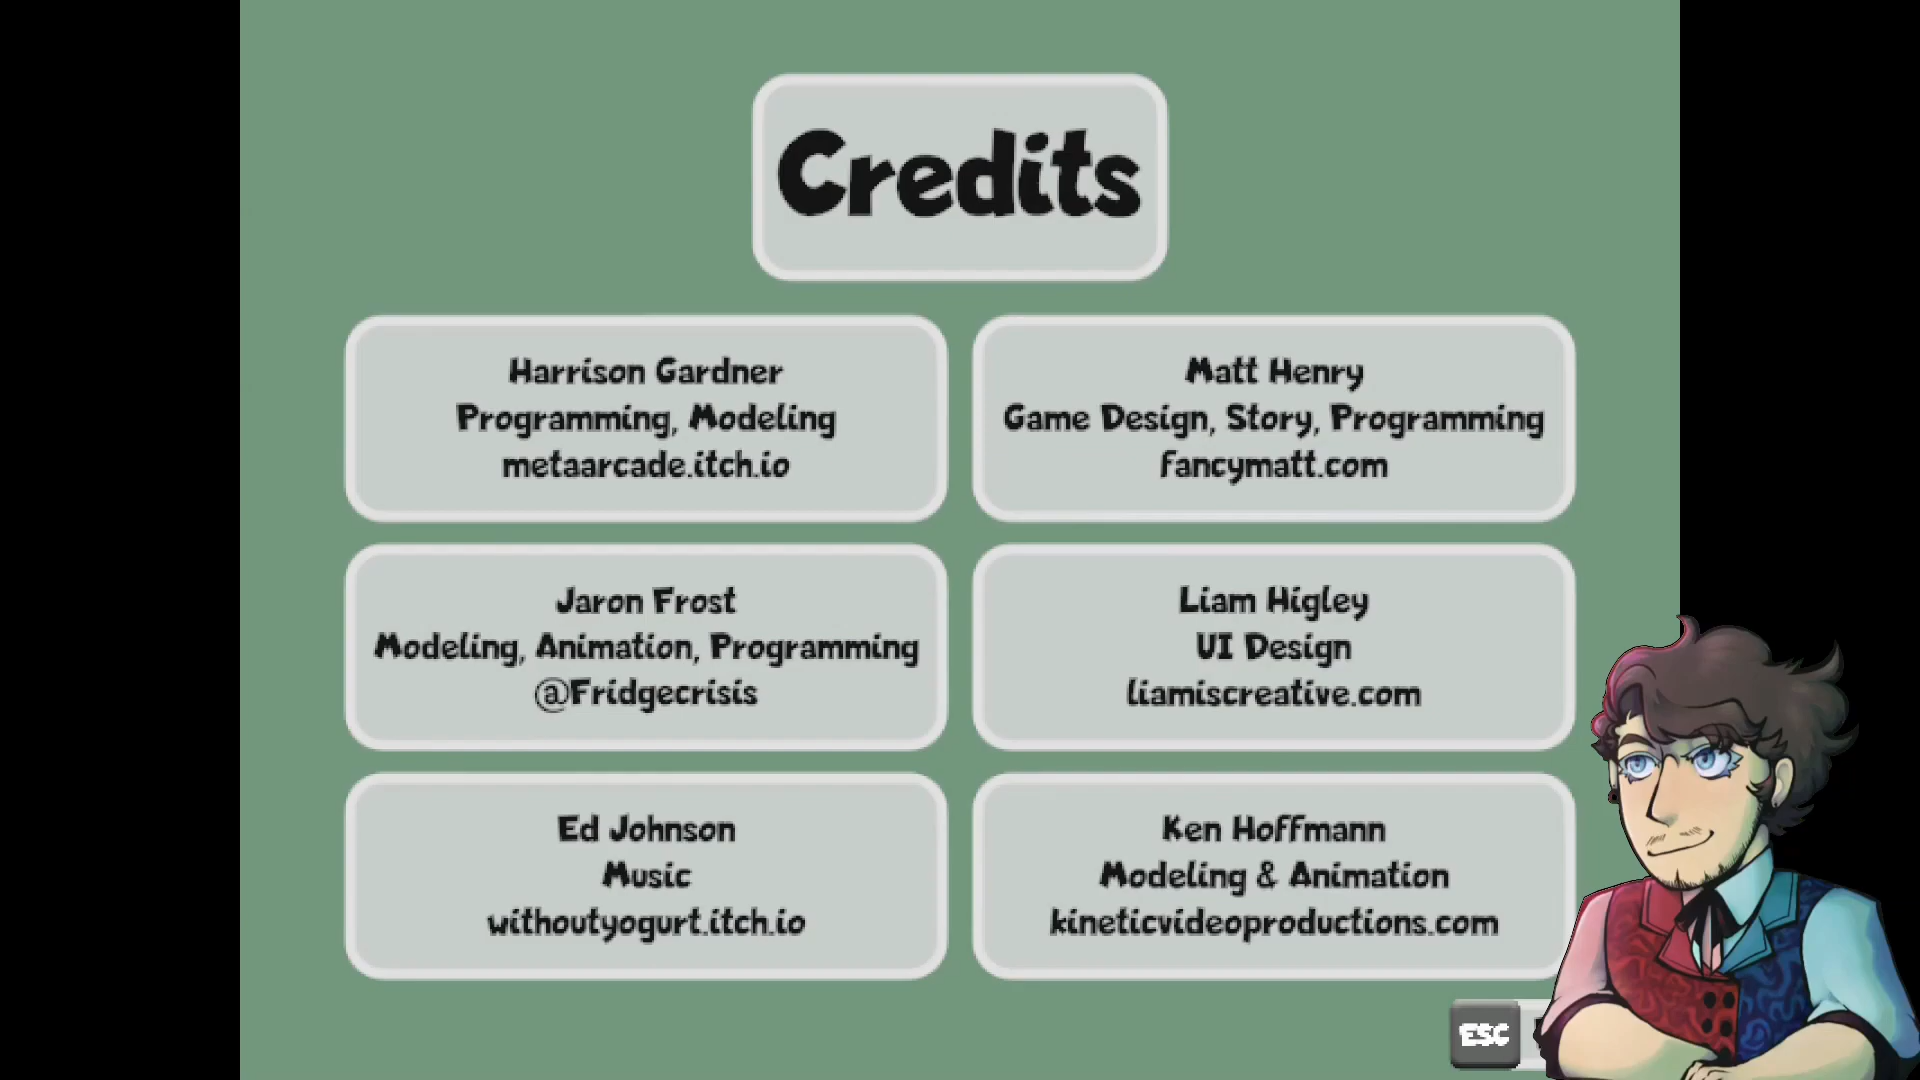 Credits
Harrison Gardner
Programming, Modeling
metaarcade.itch.io
Matt Henry
Game Design, Story, Programming
fancymatt.com
Jaron Frost
Modeling, Animation, Programming
@Fridgecrisis
Liam Higley
UI Design
liamiscreative.com
Ed Johnson
Music
withoutyogurt.itch.io
Ken Hoffmann
Modeling & Animation
kineticvideoproductions.com
ESC